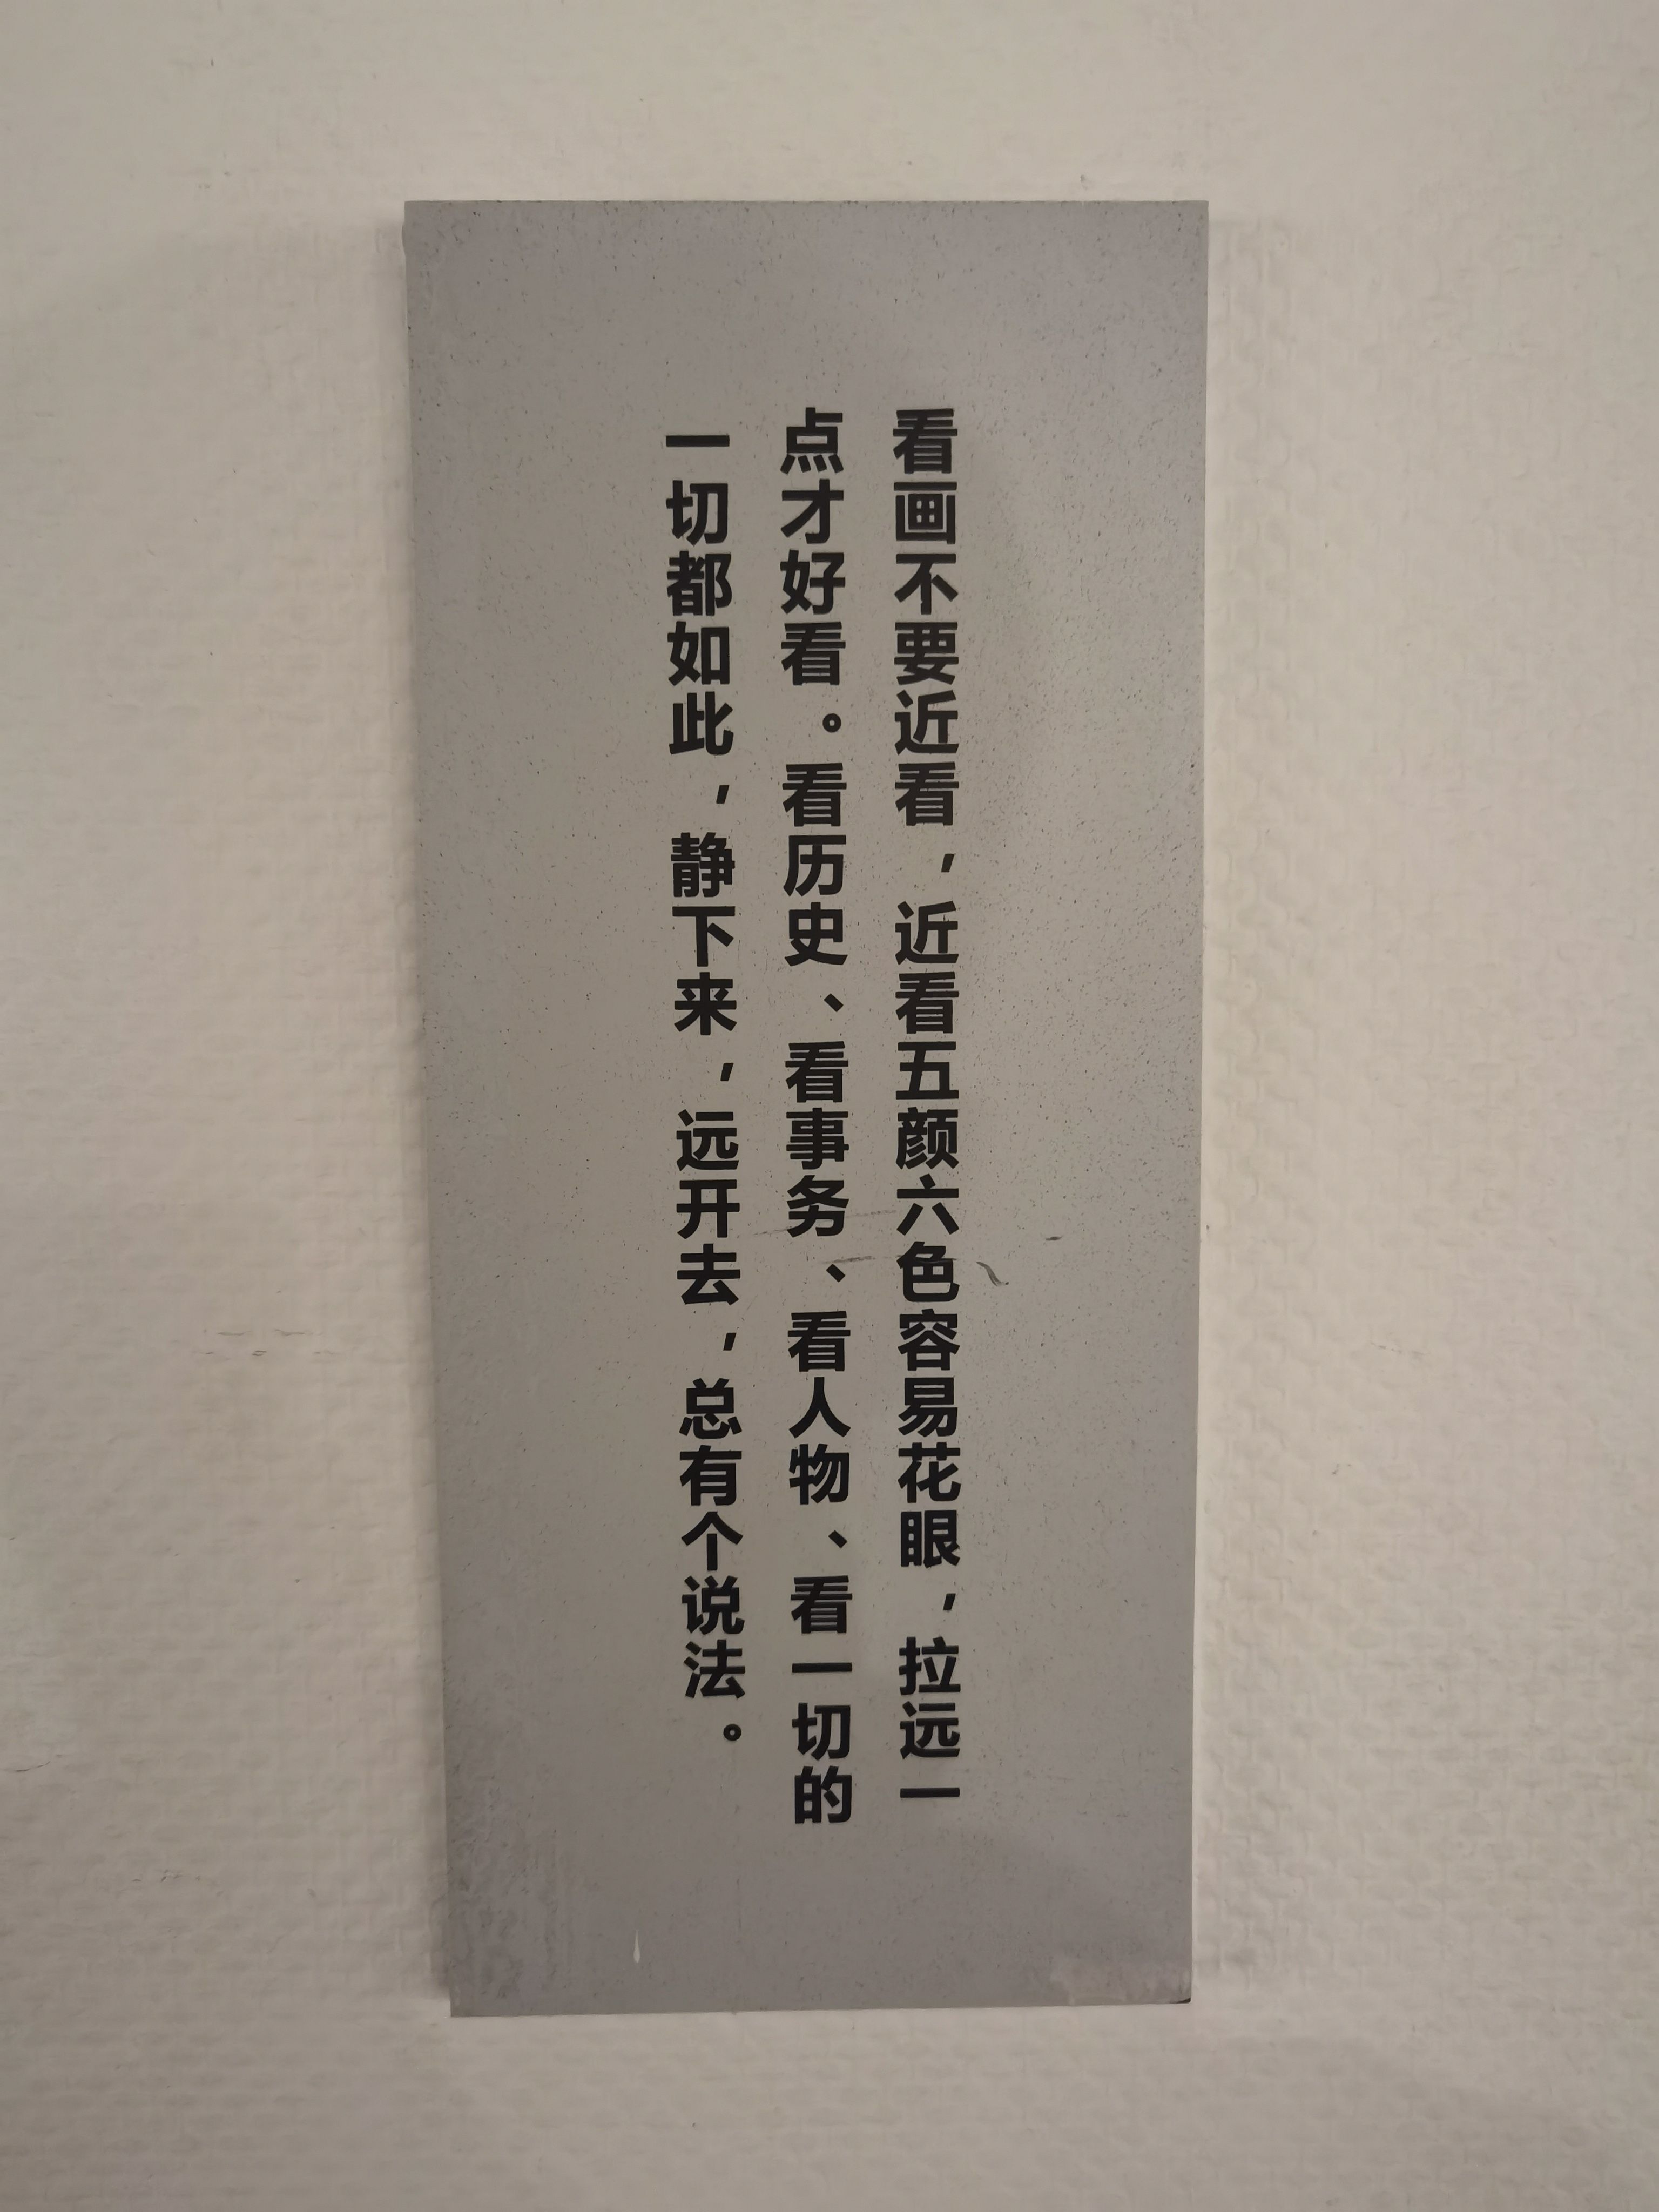 看画不要近看，近看五颜六色容易花眼，拉远一
点才好看。看历史、看事务、看人物、看一切的
一切都如此，静下来，远开去，总有个说法。